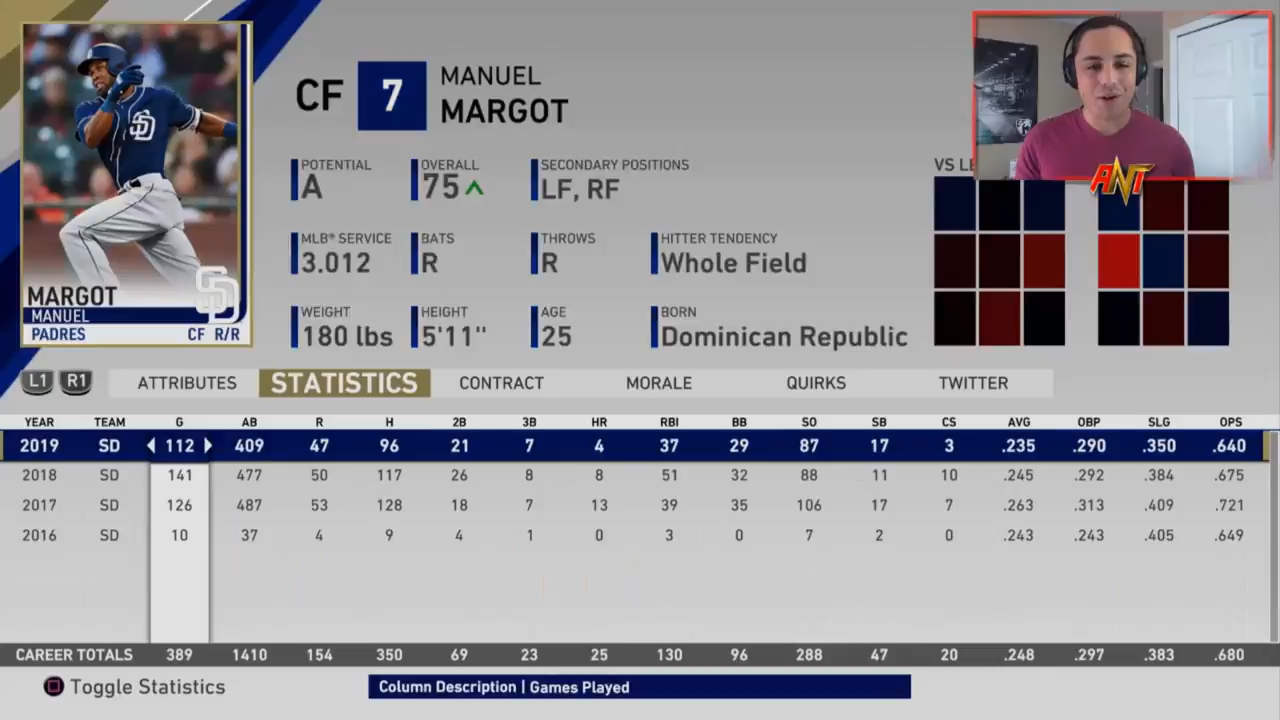 CF 7 MANUEL
MARGOT
POTENTIAL OVERALL SECONDARY POSITIONS VS LE
A 75 LF, RF
MLB® SERVICE BATS THROWS HITTER TENDENCY
3.012 R R Whole Field
WEIGHT HEIGHT AGE BORN
180 lbs 5'11" 25 Dominican Republic
SD
MARGOT
MANUEL
PADRES CF R/R
ANT
L1 R1 ATTRIBUTES STATISTICS CONTRACT MORALE QUIRKS TWITTER
YEAR TEAM G AB R H 2B 3B HR RBI BB SO SB CS AVG OBP SLG OPS
2019 SD 112 409 47 96 21 7 4 37 29 87 17 3 .235 .290 .350 .640
2018 SD 141 477 50 117 26 8 8 51 32 88 11 10 .245 .292 .384 .675
2017 SD 126 487 53 128 18 7 13 39 35 106 17 7 .263 .313 .409 .721
2016 SD 10 37 4 9 4 1 0 3 0 7 2 0 .243 .243 .405 .649
CAREER TOTALS 389 1410 154 350 69 23 25 130 96 288 47 20 .248 .297 .383 .680
Toggle Statistics Column Description | Games Played